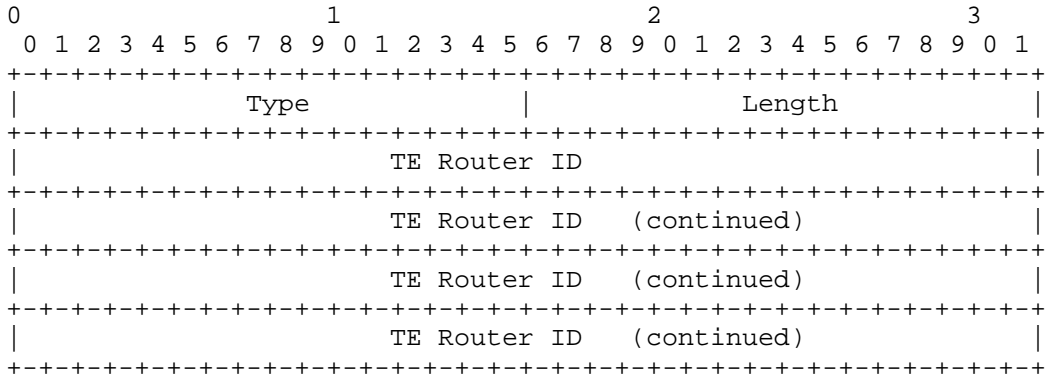 0                   1                   2                   3
 0 1 2 3 4 5 6 7 8 9 0 1 2 3 4 5 6 7 8 9 0 1 2 3 4 5 6 7 8 9 0 1
+-+-+-+-+-+-+-+-+-+-+-+-+-+-+-+-+-+-+-+-+-+-+-+-+-+-+-+-+-+-+-+-+
|              Type             |             Length            |
+-+-+-+-+-+-+-+-+-+-+-+-+-+-+-+-+-+-+-+-+-+-+-+-+-+-+-+-+-+-+-+-+
|                       TE Router ID                            |
+-+-+-+-+-+-+-+-+-+-+-+-+-+-+-+-+-+-+-+-+-+-+-+-+-+-+-+-+-+-+-+-+
|                       TE Router ID   (continued)              |
+-+-+-+-+-+-+-+-+-+-+-+-+-+-+-+-+-+-+-+-+-+-+-+-+-+-+-+-+-+-+-+-+
|                       TE Router ID   (continued)              |
+-+-+-+-+-+-+-+-+-+-+-+-+-+-+-+-+-+-+-+-+-+-+-+-+-+-+-+-+-+-+-+-+
|                       TE Router ID   (continued)              |
+-+-+-+-+-+-+-+-+-+-+-+-+-+-+-+-+-+-+-+-+-+-+-+-+-+-+-+-+-+-+-+-+